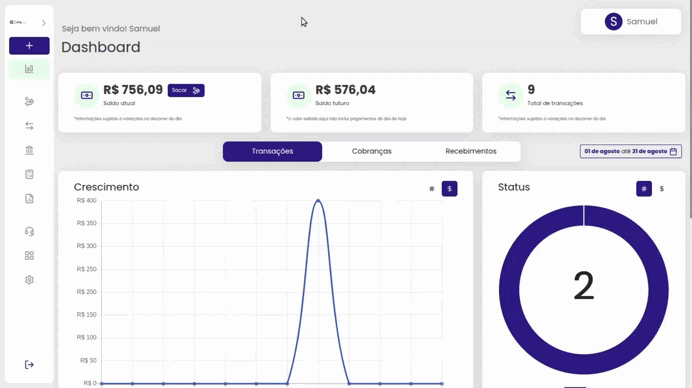 Seja bem vindo! Samuel
Dashboard
S Samuel
R$ 756,09 Sacar
Saldo atual
*Informações sujeitas a variações no decorrer do dia
R$ 576,04
Saldo futuro
*O valor exibido aqui não inclui pagamentos do dia de hoje
9
Total de transações
*Informações sujeitas a variações no decorrer do dia
Transações Cobranças Recebimentos
01 de agosto até 31 de agosto
Crescimento # $
R$ 400
R$ 350
R$ 300
R$ 250
R$ 200
R$ 150
R$ 100
R$ 50
R$ 0
Status # $
2